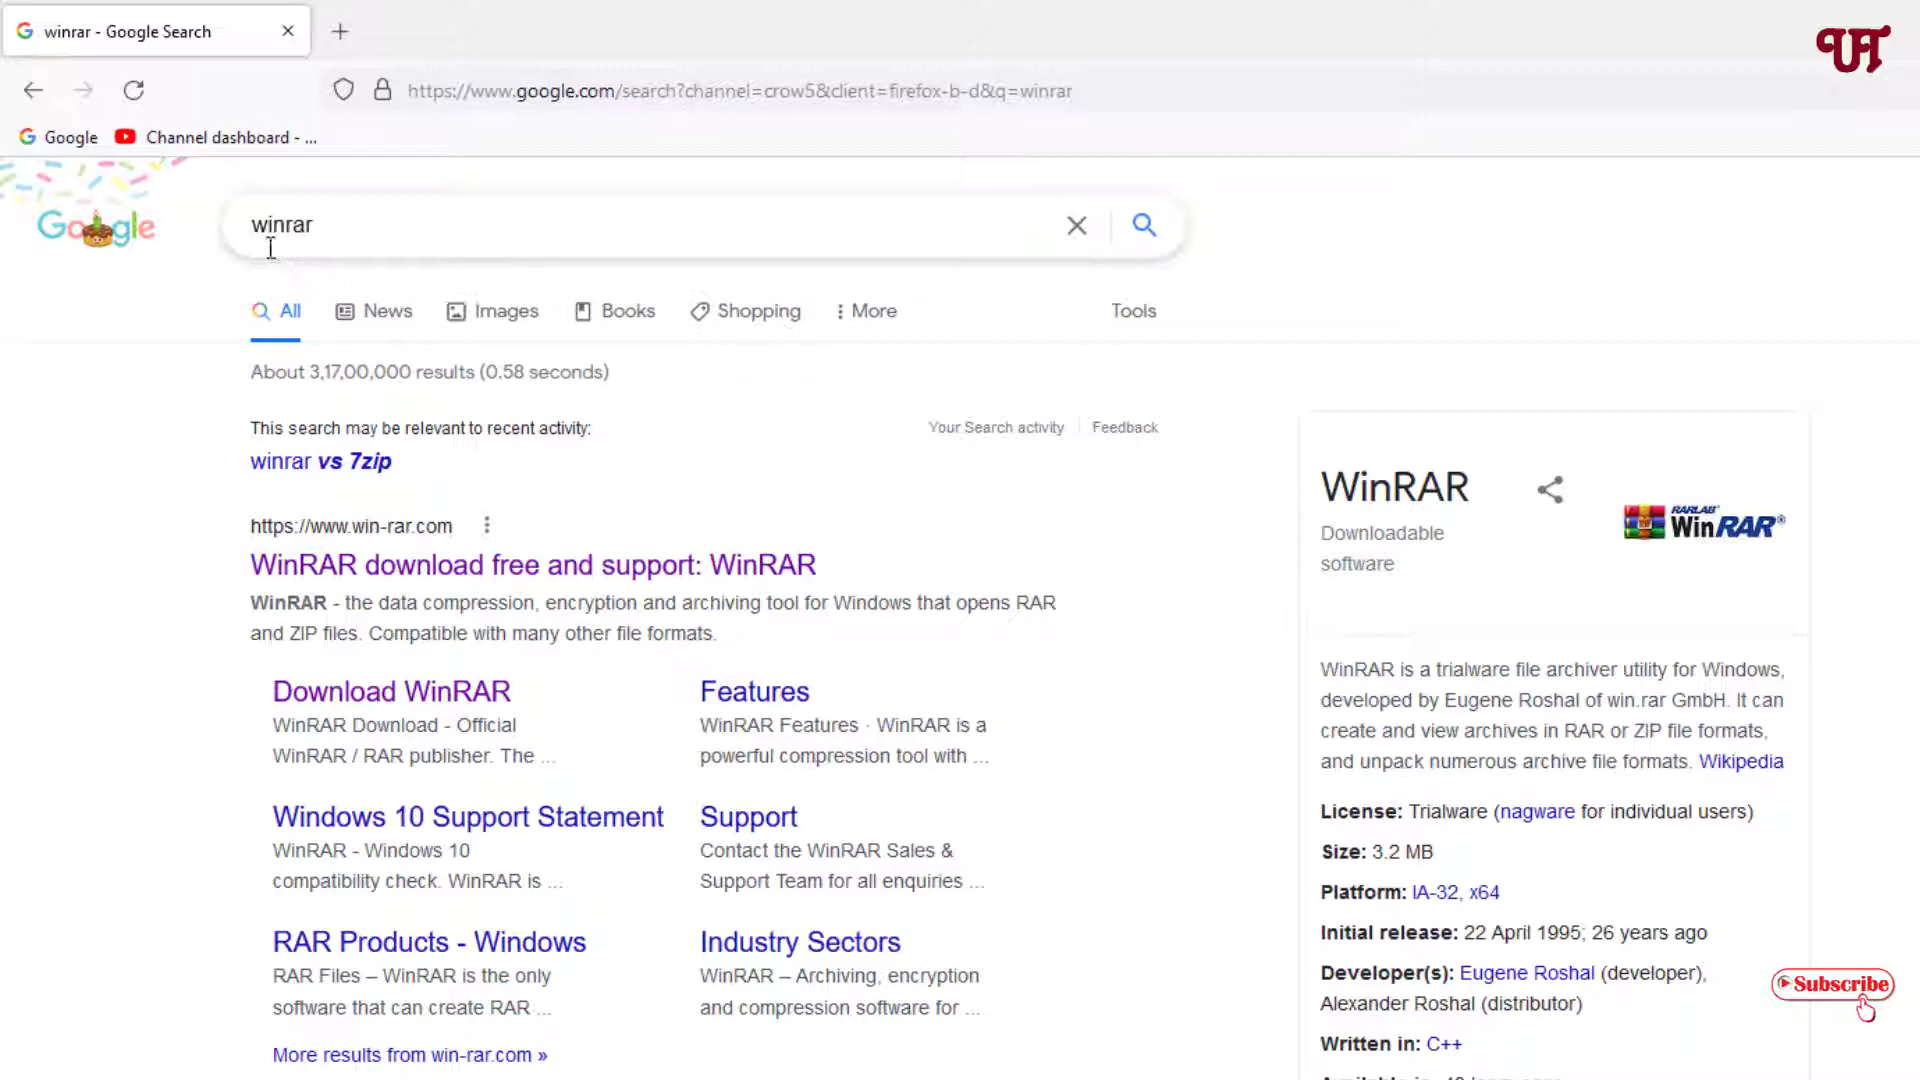 winrar - Google Search
https://www.google.com/search?channel=crow5&client=firefox-b-d&q=winrar
Google
Channel dashboard - ...
Google
winrar
All
News
Images
Books
Shopping
More
Tools
About 3,17,00,000 results (0.58 seconds)
This search may be relevant to recent activity:
Your Search activity
Feedback
winrar vs 7zip
https://www.win-rar.com
WinRAR download free and support: WinRAR
WinRAR - the data compression, encryption and archiving tool for Windows that opens RAR
and ZIP files. Compatible with many other file formats.
Download WinRAR
WinRAR Download - Official
WinRAR / RAR publisher. The ...
Features
WinRAR Features · WinRAR is a
powerful compression tool with ...
Windows 10 Support Statement
WinRAR - Windows 10
compatibility check. WinRAR is ...
Support
Contact the WinRAR Sales &
Support Team for all enquiries ...
RAR Products - Windows
RAR Files – WinRAR is the only
software that can create RAR ...
Industry Sectors
WinRAR – Archiving, encryption
and compression software for ...
More results from win-rar.com »
WinRAR
Downloadable
software
RARLAB
WinRAR®
WinRAR is a trialware file archiver utility for Windows,
developed by Eugene Roshal of win.rar GmbH. It can
create and view archives in RAR or ZIP file formats,
and unpack numerous archive file formats. Wikipedia
License: Trialware (nagware for individual users)
Size: 3.2 MB
Platform: IA-32, x64
Initial release: 22 April 1995; 26 years ago
Developer(s): Eugene Roshal (developer),
Alexander Roshal (distributor)
Written in: C++
Subscribe